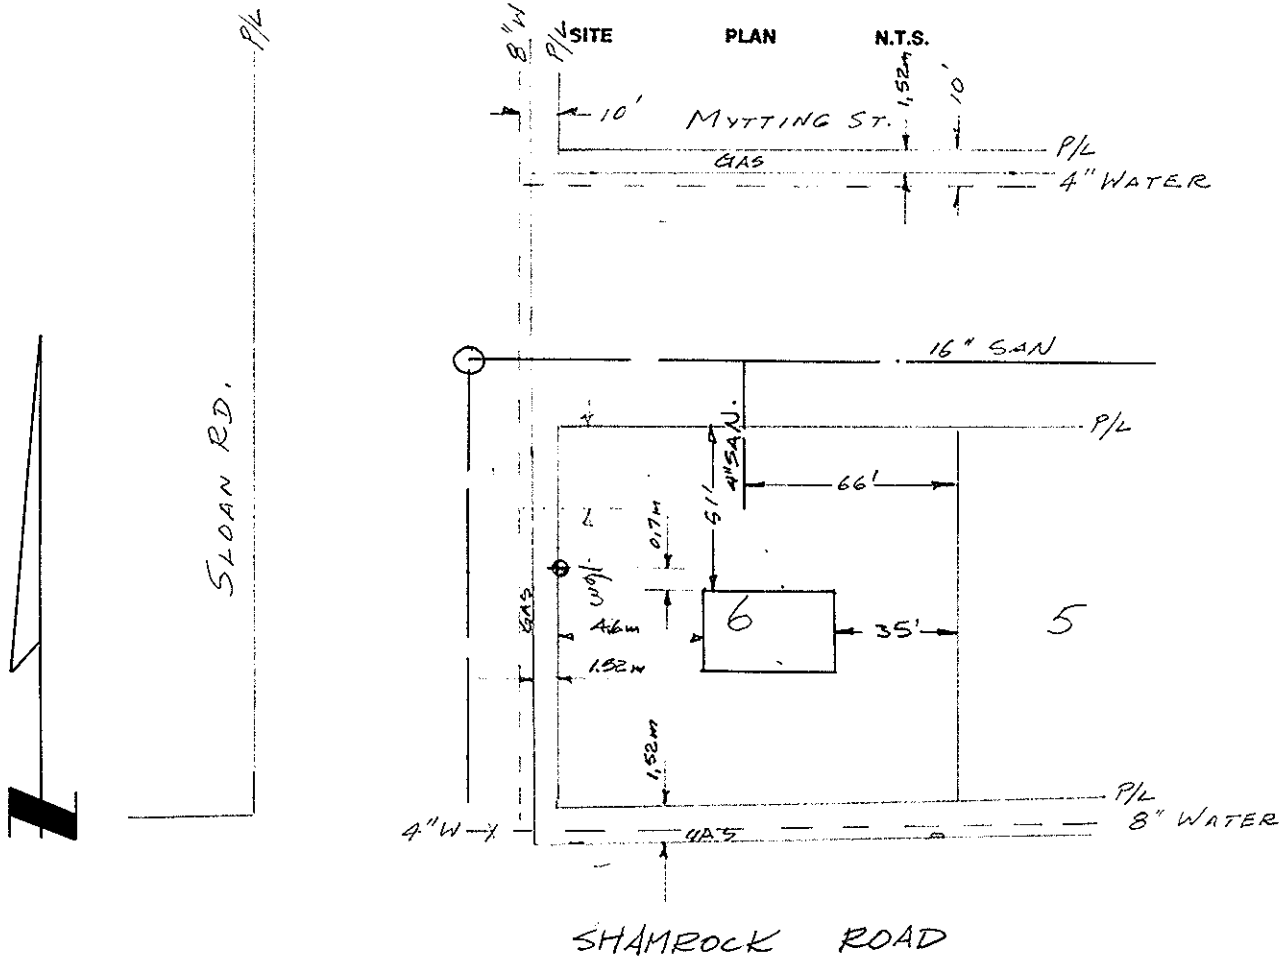 SITE PLAN N.T.S.
P/L
8"W
P/L
10'
MYTTING ST.
1,52m
10'
P/L
GAS
4" WATER
16" SAN
SLOAN RD.
4"SAN.
P/L
66'
51'
0,7m
GAS
4.6m
6
35'
5
1.52m
1,52m
P/L
4"W
GAS
8" WATER
SHAMROCK ROAD